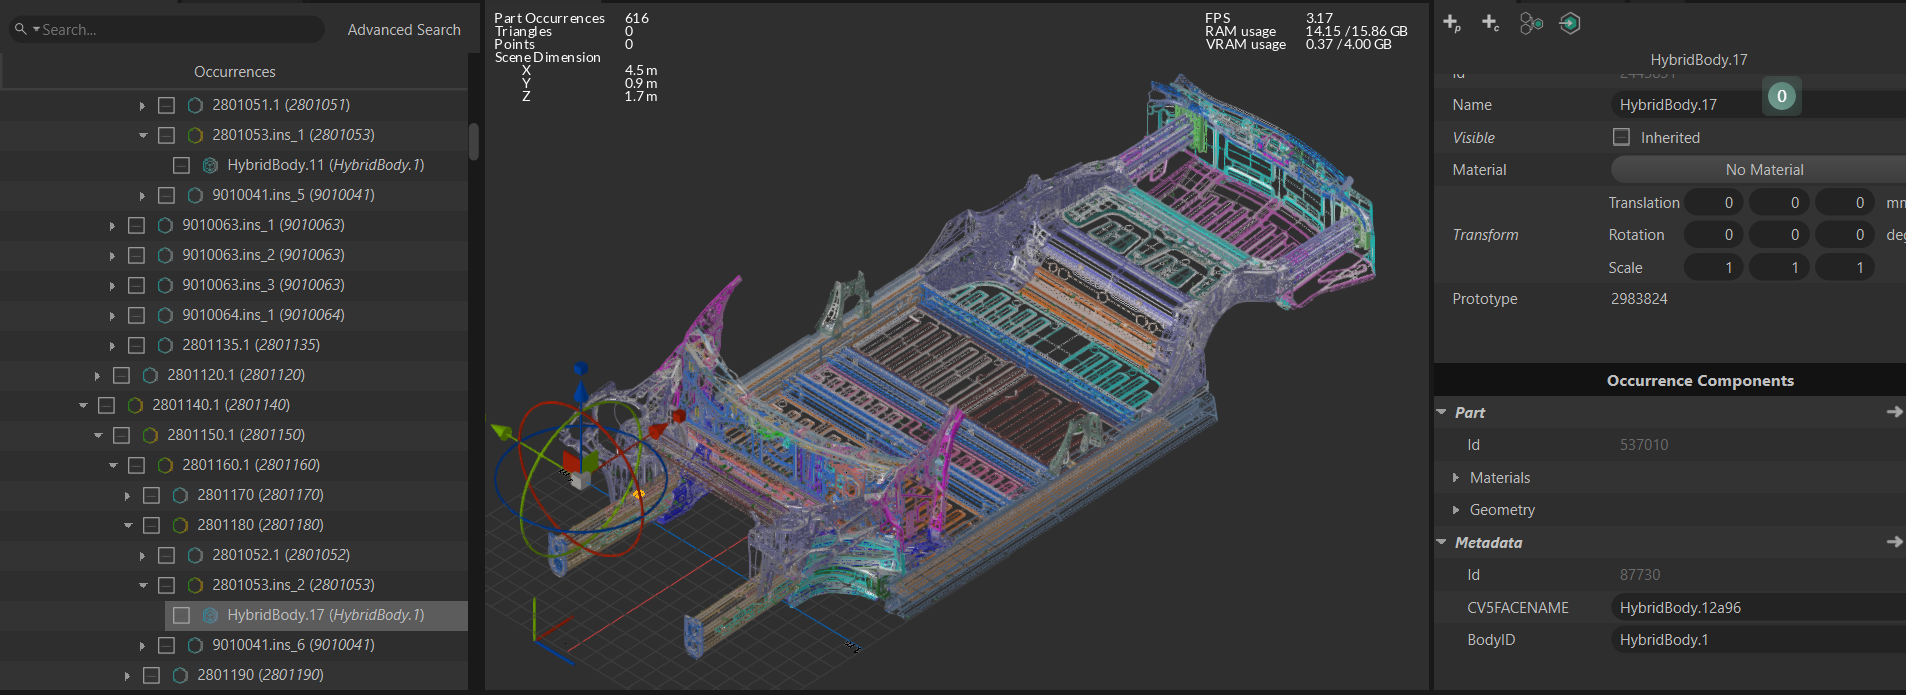 Search...
Advanced Search
Occurrences
2801051.1 (2801051)
2801053.ins_1 (2801053)
HybridBody.11 (HybridBody.1)
9010041.ins_5 (9010041)
9010063.ins_1 (9010063)
9010063.ins_2 (9010063)
9010063.ins_3 (9010063)
9010064.ins_1 (9010064)
2801135.1 (2801135)
2801120.1 (2801120)
2801140.1 (2801140)
2801150.1 (2801150)
2801160.1 (2801160)
2801170 (2801170)
2801180 (2801180)
2801052.1 (2801052)
2801053.ins_2 (2801053)
HybridBody.17 (HybridBody.1)
9010041.ins_6 (9010041)
2801190 (2801190)
Part Occurrences 616
Triangles 0
Points 0
Scene Dimension
X 4.5 m
Y 0.9 m
Z 1.7 m
FPS 3.17
RAM usage 14.15 / 15.86 GB
VRAM usage 0.37 / 4.00 GB
HybridBody.17
Id
Name HybridBody.17
0
Visible Inherited
Material No Material
Transform
Translation 0 0 0 mm
Rotation 0 0 0 deg
Scale 1 1 1
Prototype 2983824
Occurrence Components
Part
Id 537010
Materials
Geometry
Metadata
Id 87730
CV5FACENAME HybridBody.12a96
BodyID HybridBody.1